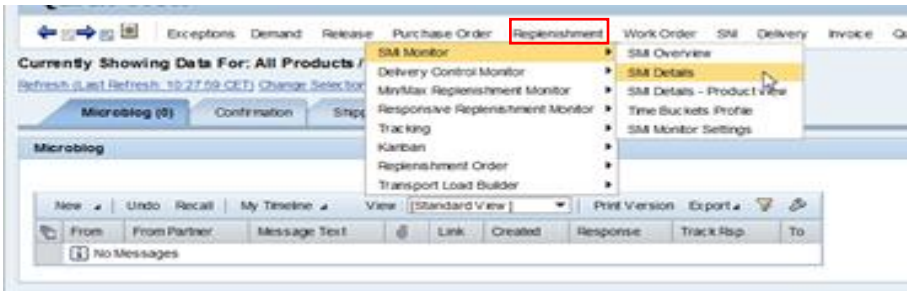 Exceptions Demand Release Purchase Order Replenishment Work Order SNI Delivery Invoice
SMI Monitor
Delivery Control Monitor
Min/Max Replenishment Monitor
Responsive Replenishment Monitor
Tracking
Kanban
Replenishment Order
Transport Load Builder
SMI Overview
SMI Details
SMI Details - Product View
Time Buckets Profile
SMI Monitor Settings
Currently Showing Data For: All Products /
Refresh (Last Refresh: 10:27:59 CET) Change Selection
Microblog (0) Confirmation Shipp
Microblog
New Undo Recall My Timeline View: [Standard View] Print Version Export
From From Partner Message Text Link Created Response Track Rsp To
No Messages